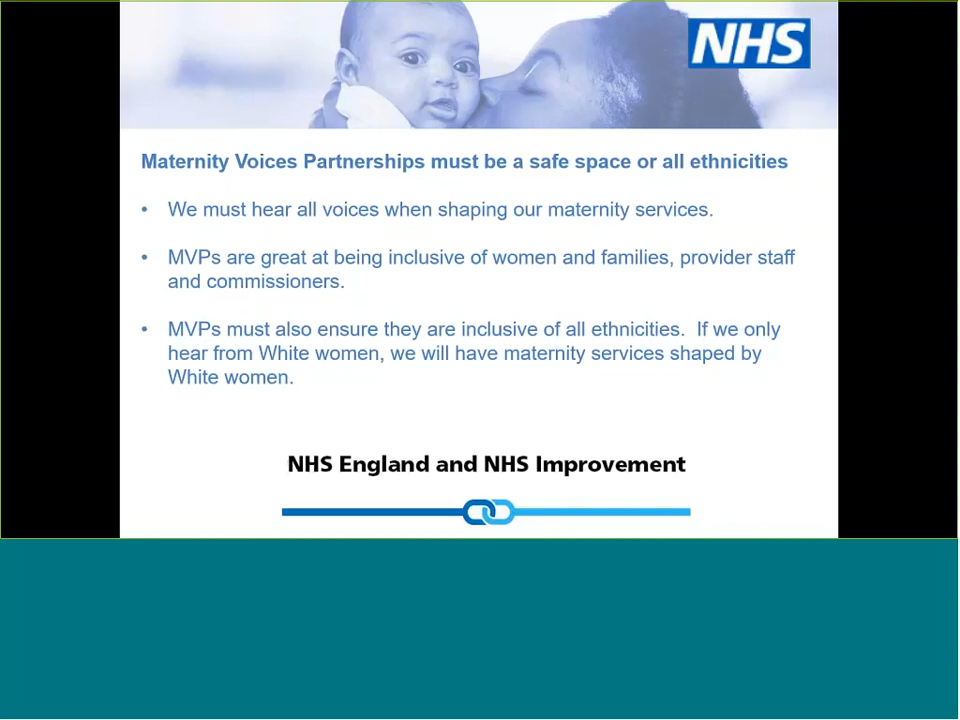 NHS
Maternity Voices Partnerships must be a safe space or all ethnicities
• We must hear all voices when shaping our maternity services.
• MVPs are great at being inclusive of women and families, provider staff
and commissioners.
• MVPs must also ensure they are inclusive of all ethnicities.  If we only
hear from White women, we will have maternity services shaped by
White women.
NHS England and NHS Improvement